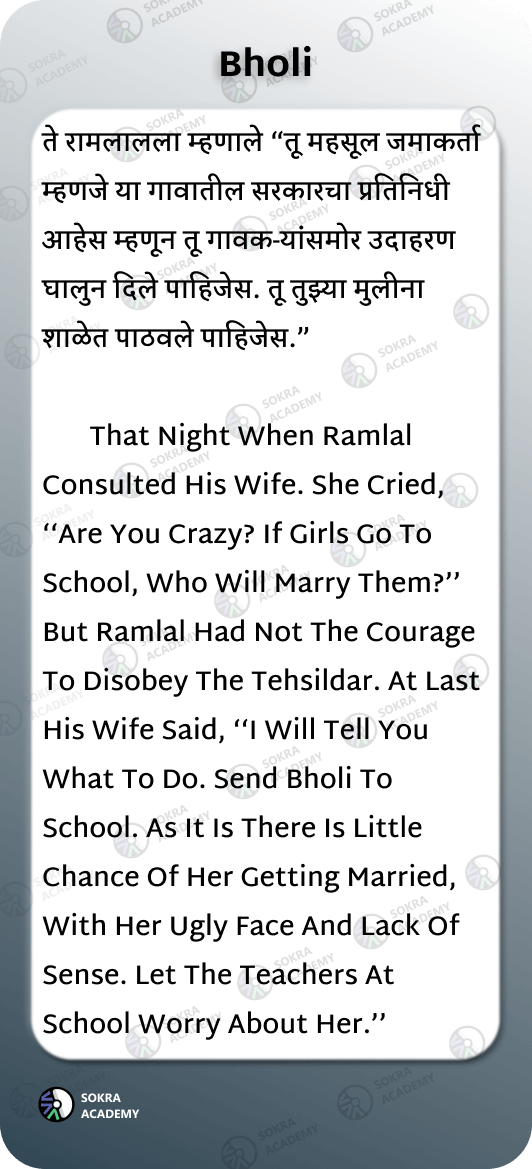 Bholi
ते रामलालला म्हणाले “तू महसूल जमाकर्ता
म्हणजे या गावातील सरकारचा प्रतिनिधी
आहेस म्हणून तू गावक-यांसमोर उदाहरण
घालुन दिले पाहिजेस. तू तुझ्या मुलीना
शाळेत पाठवले पाहिजेस.”
That Night When Ramlal
Consulted His Wife. She Cried,
‘‘Are You Crazy? If Girls Go To
School, Who Will Marry Them?’’
But Ramlal Had Not The Courage
To Disobey The Tehsildar. At Last
His Wife Said, ‘‘I Will Tell You
What To Do. Send Bholi To
School. As It Is There Is Little
Chance Of Her Getting Married,
With Her Ugly Face And Lack Of
Sense. Let The Teachers At
School Worry About Her.’’
SOKRA
ACADEMY